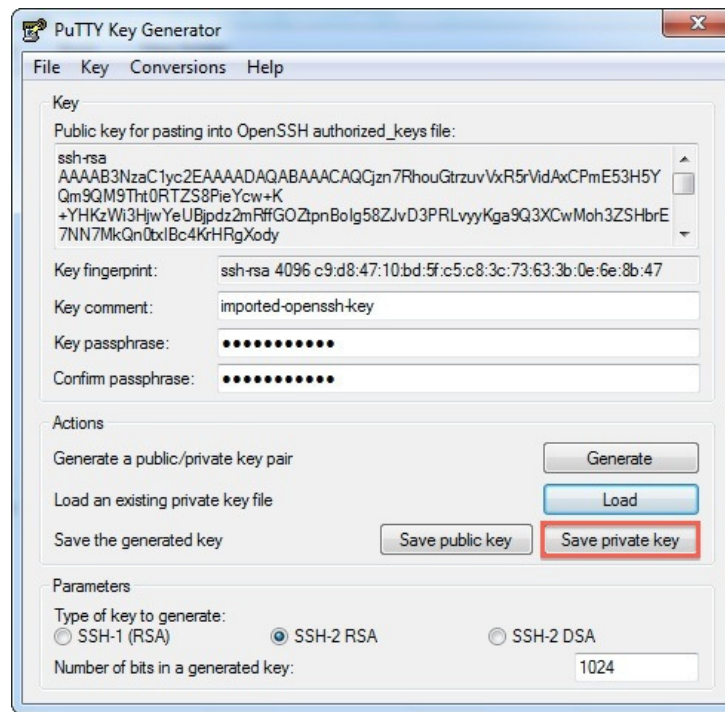 PuTTY Key Generator
File Key Conversions Help
Key
Public key for pasting into OpenSSH authorized_keys file:
ssh-rsa
AAAAB3NzaC1yc2EAAAADAQABAAACAQCjzn7RhouGtrzuvVxR5rVidAxCPmE53H5Y
Qm9QM9Tht0RTZS8PieYcw+K
+YHKzWi3HjwYeUBjpdz2mRffGOZtpnBoIg58ZJvD3PRLvyyKga9Q3XCwMoh3ZSHbrE
7NN7MkQn0txIBc4KrHRgXody
Key fingerprint: ssh-rsa 4096 c9:d8:47:10:bd:5f:c5:c8:3c:73:63:3b:0e:6e:8b:47
Key comment: imported-openssh-key
Key passphrase:
Confirm passphrase:
Actions
Generate a public/private key pair Generate
Load an existing private key file Load
Save the generated key Save public key Save private key
Parameters
Type of key to generate:
SSH-1 (RSA) SSH-2 RSA SSH-2 DSA
Number of bits in a generated key: 1024